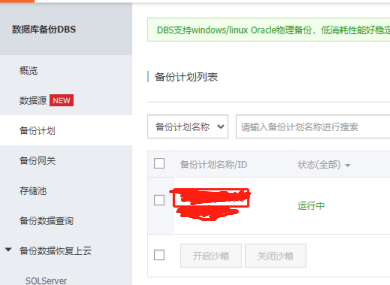 数据库备份DBS
概览
数据源 NEW
备份计划
备份网关
存储池
备份数据查询
备份数据恢复上云
SQLServer
DBS支持windows/linux Oracle物理备份，低消耗性能好稳定
备份计划列表
备份计划名称 请输入备份计划名称进行搜索
备份计划名称/ID 状态(全部)
运行中
开启沙箱 关闭沙箱